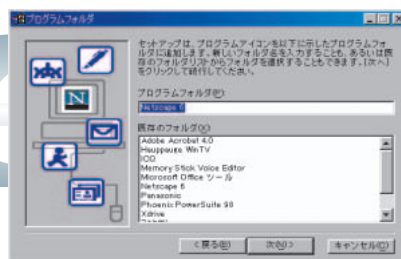 プログラムフォルダ
セットアップは、プログラムアイコンを以下に示したプログラムフォ
ルダに追加します。新しいフォルダ名を入力することも、あるいは既
存のフォルダリストからフォルダを選択することもできます。[次へ]
をクリックして続行してください。
プログラムフォルダ(P):
Netscape 6
既存のフォルダ(X):
Adobe Acrobat 4.0
Hauppauge WinTV
ICQ
Memory Stick Voice Editor
Microsoft Office ツール
Netscape 6
Panasonic
Phoenix PowerSuite 98
Xdrive
N
< 戻る(B)
次へ(N) >
キャンセル(C)